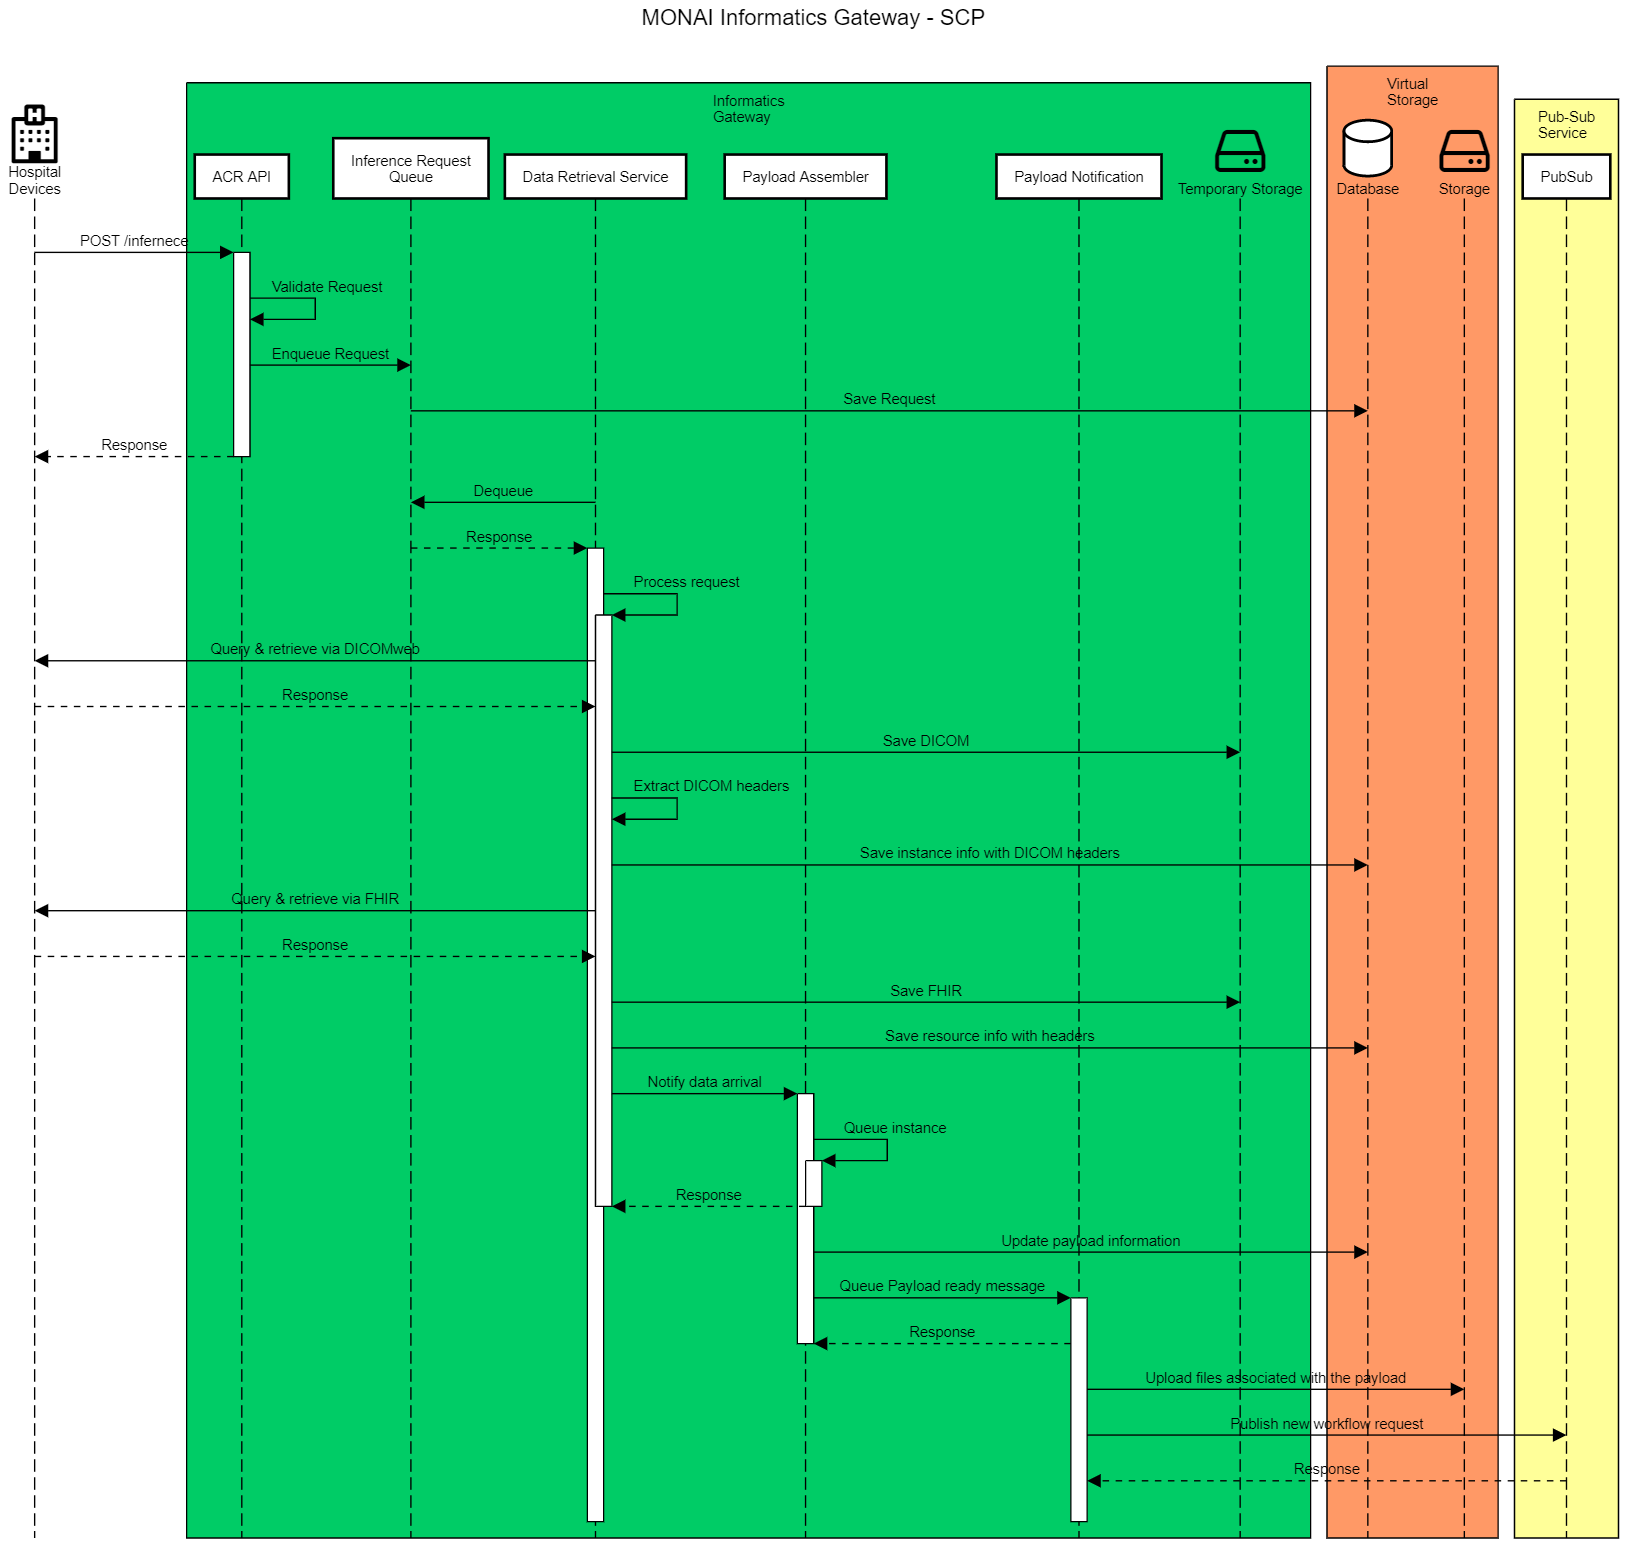 MONAI Informatics Gateway - SCP
Virtual
Storage
Informatics
Gateway
Pub-Sub
Service
Hospital
Devices
ACR API
Inference Request
Queue
Data Retrieval Service
Payload Assembler
Payload Notification
Temporary Storage
Database
Storage
PubSub
POST /infernece
Validate Request
Enqueue Request
Save Request
Response
Dequeue
Response
Process request
Query & retrieve via DICOMweb
Response
Save DICOM
Extract DICOM headers
Save instance info with DICOM headers
Query & retrieve via FHIR
Response
Save FHIR
Save resource info with headers
Notify data arrival
Queue instance
Response
Update payload information
Queue Payload ready message
Response
Upload files associated with the payload
Publish new workflow request
Response